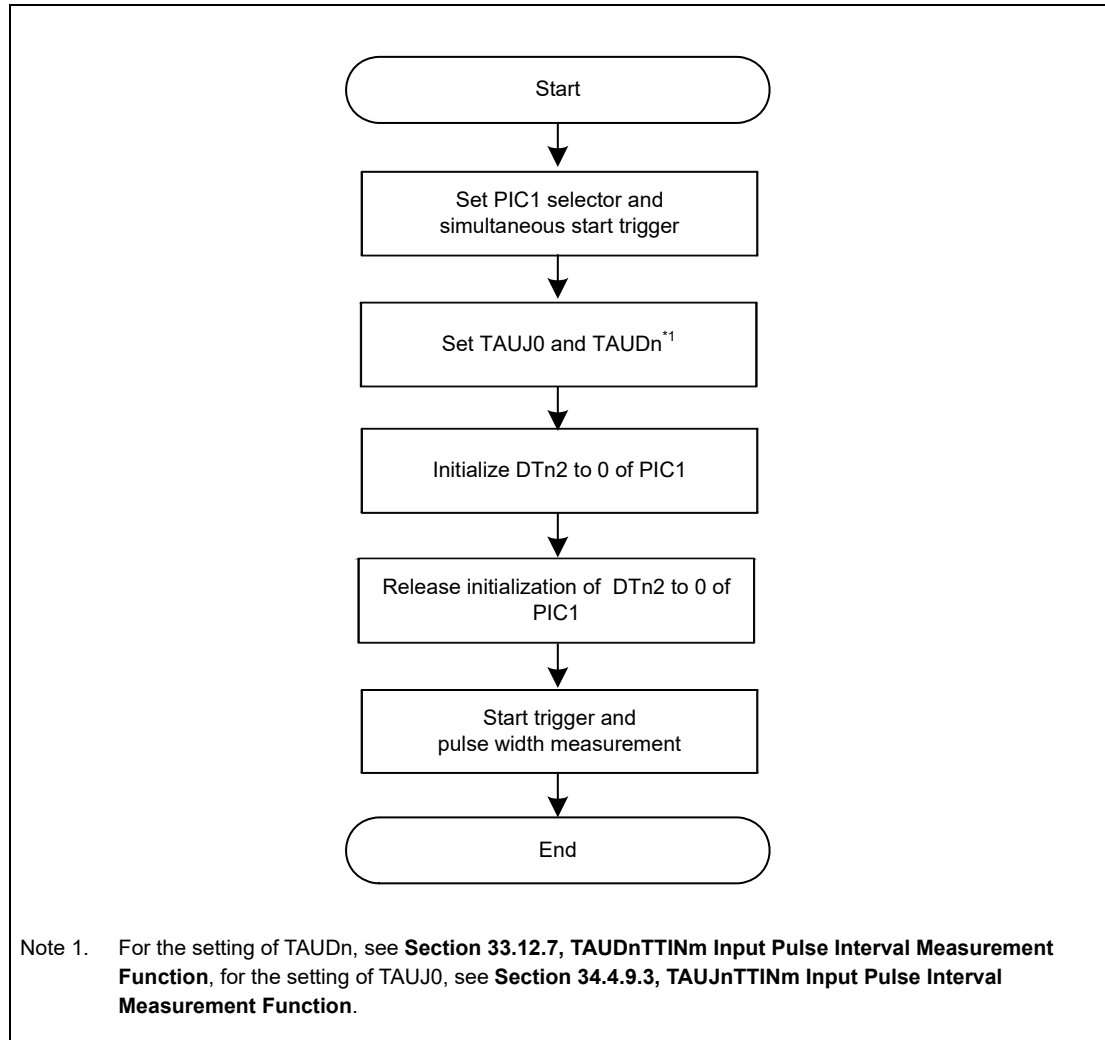 Start
Set PIC1 selector and
simultaneous start trigger
Set TAUJ0 and TAUDn*1
Initialize DTn2 to 0 of PIC1
Release initialization of DTn2 to 0 of
PIC1
Start trigger and
pulse width measurement
End
Note 1. For the setting of TAUDn, see Section 33.12.7, TAUDnTTINm Input Pulse Interval Measurement
Function, for the setting of TAUJ0, see Section 34.4.9.3, TAUJnTTINm Input Pulse Interval
Measurement Function.